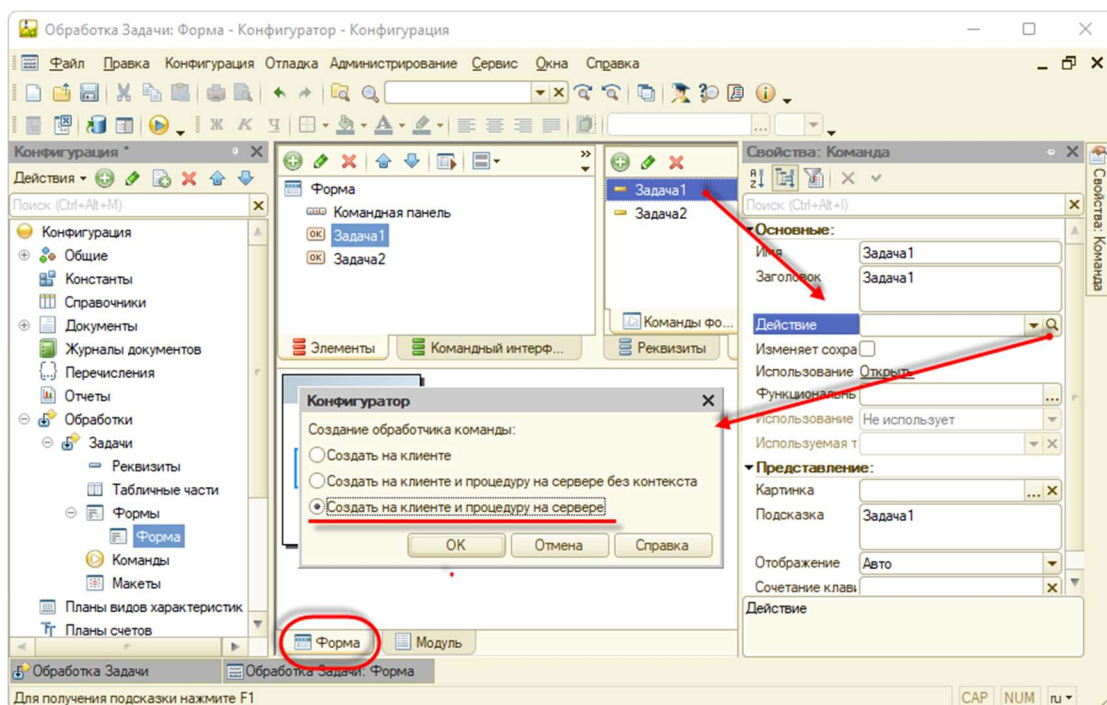 Обработка Задачи: Форма - Конфигуратор - Конфигурация
Файл Правка Конфигурация Отладка Администрирование Сервис Окна Справка
Ж К Ч
Конфигурация *
Действия
Поиск (Ctrl+Alt+M)
Конфигурация
Общие
Константы
Справочники
Документы
Журналы документов
Перечисления
Отчеты
Обработки
Задачи
Реквизиты
Табличные части
Формы
Форма
Команды
Макеты
Планы видов характеристик
Планы счетов
Форма
Командная панель
Задача1
Задача2
Элементы Командный интерф...
Задача1
Задача2
Команды фо...
Реквизиты
Конфигуратор
Создание обработчика команды:
Создать на клиенте
Создать на клиенте и процедуру на сервере без контекста
Создать на клиенте и процедуру на сервере
OK Отмена Справка
Форма Модуль
Свойства: Команда
Поиск (Ctrl+Alt+I)
Основные:
Имя Задача1
Заголовок Задача1
Действие
Изменяет сохра
Использование Открыть
Функциональнь
Использование Не использует
Используемая т
Представление:
Картинка
Подсказка Задача1
Отображение Авто
Сочетание клави
Действие
Свойства: Команда
Обработка Задачи Обработка Задачи: Форма
Для получения подсказки нажмите F1 CAP NUM ru